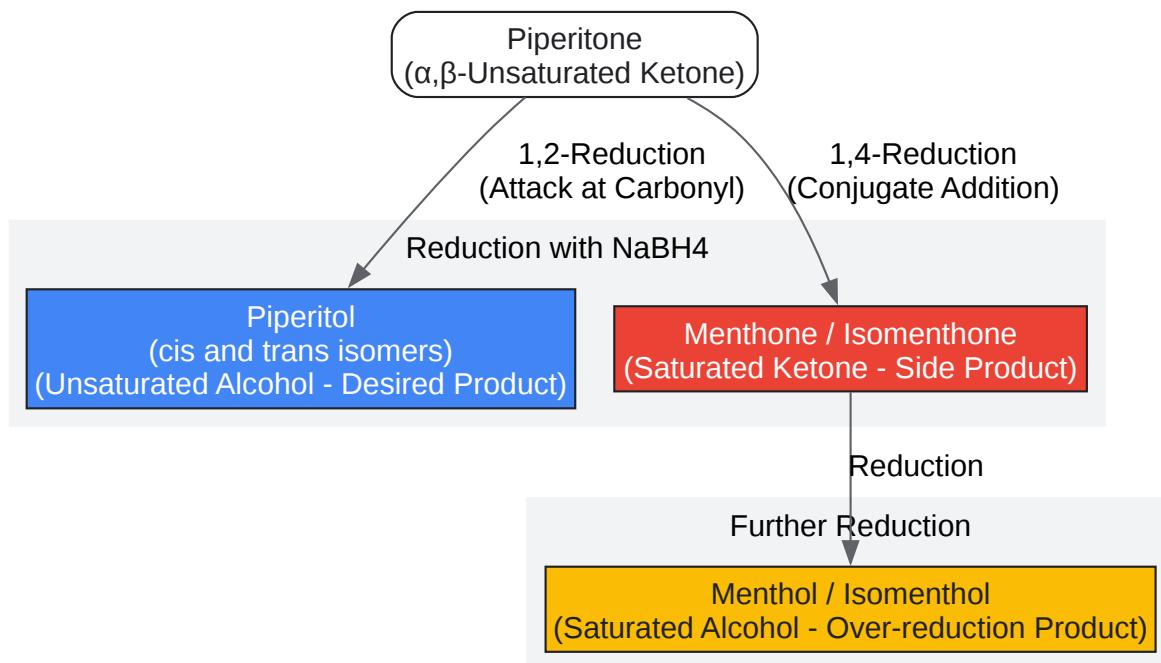 Piperitone
(α,β-Unsaturated Ketone)
1,2-Reduction
(Attack at Carbonyl)
1,4-Reduction
(Conjugate Addition)
Reduction with NaBH4
Piperitol
(cis and trans isomers)
(Unsaturated Alcohol - Desired Product)
Menthone / Isomenthone
(Saturated Ketone - Side Product)
Reduction
Further Reduction
Menthol / Isomenthol
(Saturated Alcohol - Over-reduction Product)